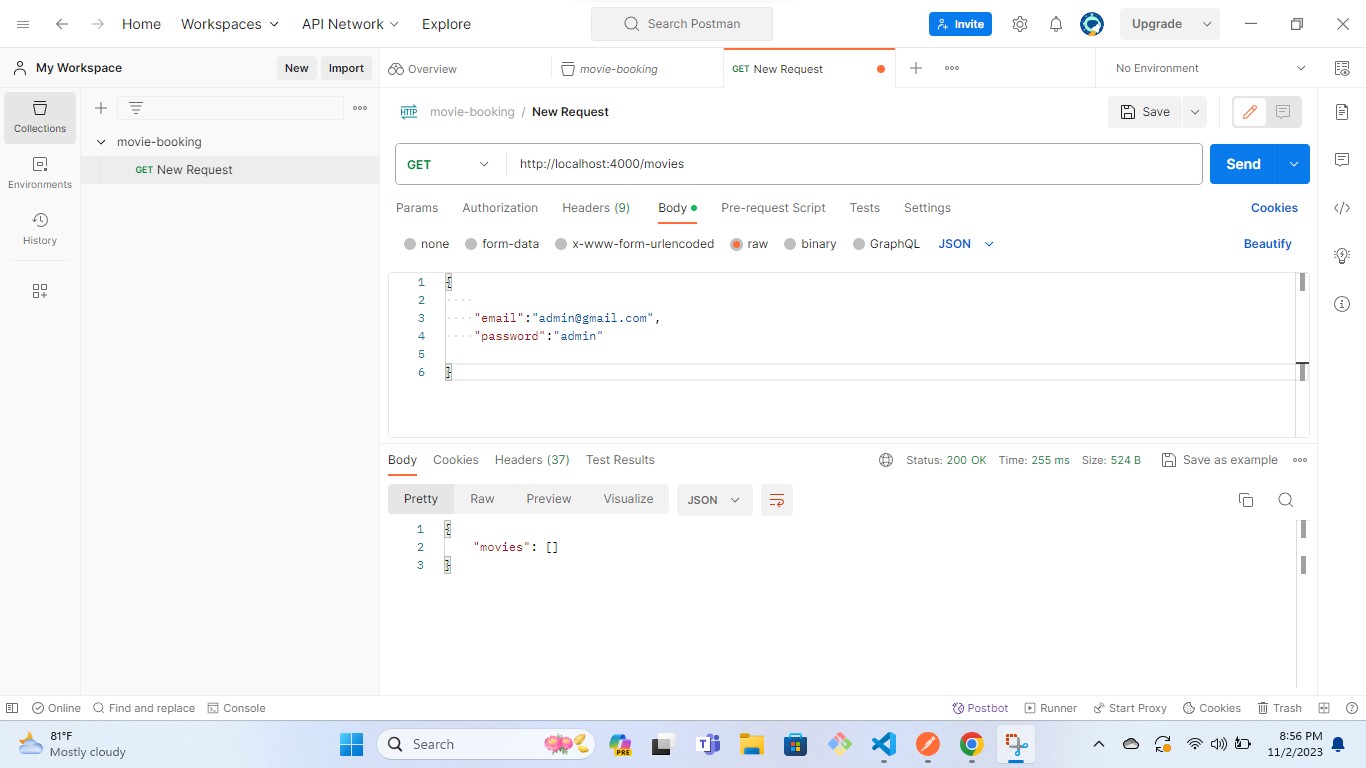 Home Workspaces API Network Explore Search Postman Invite Upgrade
My Workspace New Import Overview movie-booking GET New Request No Environment
HTTP movie-booking / New Request Save
Collections
movie-booking
GET New Request
GET http://localhost:4000/movies Send
Environments
Params Authorization Headers (9) Body Pre-request Script Tests Settings Cookies
History
none form-data x-www-form-urlencoded raw binary GraphQL JSON Beautify
1 {
2
3 "email":"admin@gmail.com",
4 "password":"admin"
5
6 }
Body Cookies Headers (37) Test Results Status: 200 OK Time: 255 ms Size: 524 B Save as example
Pretty Raw Preview Visualize JSON
1 {
2 "movies": []
3 }
Online Find and replace Console Postbot Runner Start Proxy Cookies Trash
81°F
Mostly cloudy
Search
PRE
8:56 PM
11/2/2023